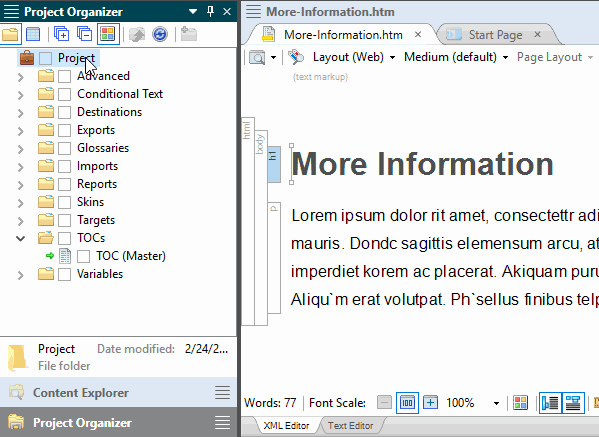 Project Organizer
Project
Advanced
Conditional Text
Destinations
Exports
Glossaries
Imports
Reports
Skins
Targets
TOCs
TOC (Master)
Variables
Project Date modified: 2/24/2...
File folder
Content Explorer
Project Organizer
More-Information.htm
More-Information.htm Start Page
Layout (Web) Medium (default) Page Layout
(text markup)
html
body
h1
More Information
p
Lorem ipsum dolor rit amet, consectettr adi
mauris. Dondc sagittis elemensum arcu, at
imperdiet korem ac placerat. Akiquam puru
Aliqu`m erat volutpat. Ph`sellus finibus telp
Words: 77 Font Scale: 100 100%
XML Editor Text Editor